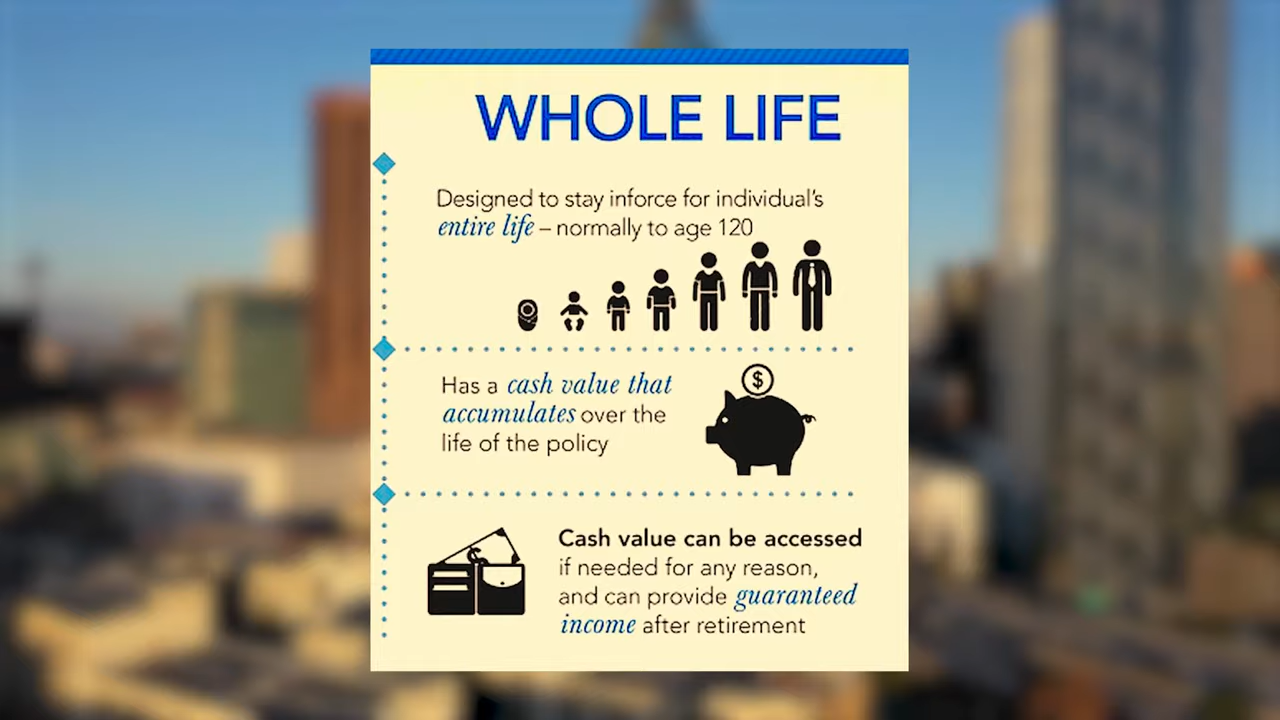 WHOLE LIFE
Designed to stay inforce for individual's
entire life – normally to age 120
$
Has a cash value that
accumulates over the
life of the policy
$
Cash value can be accessed
if needed for any reason,
and can provide guaranteed
income after retirement